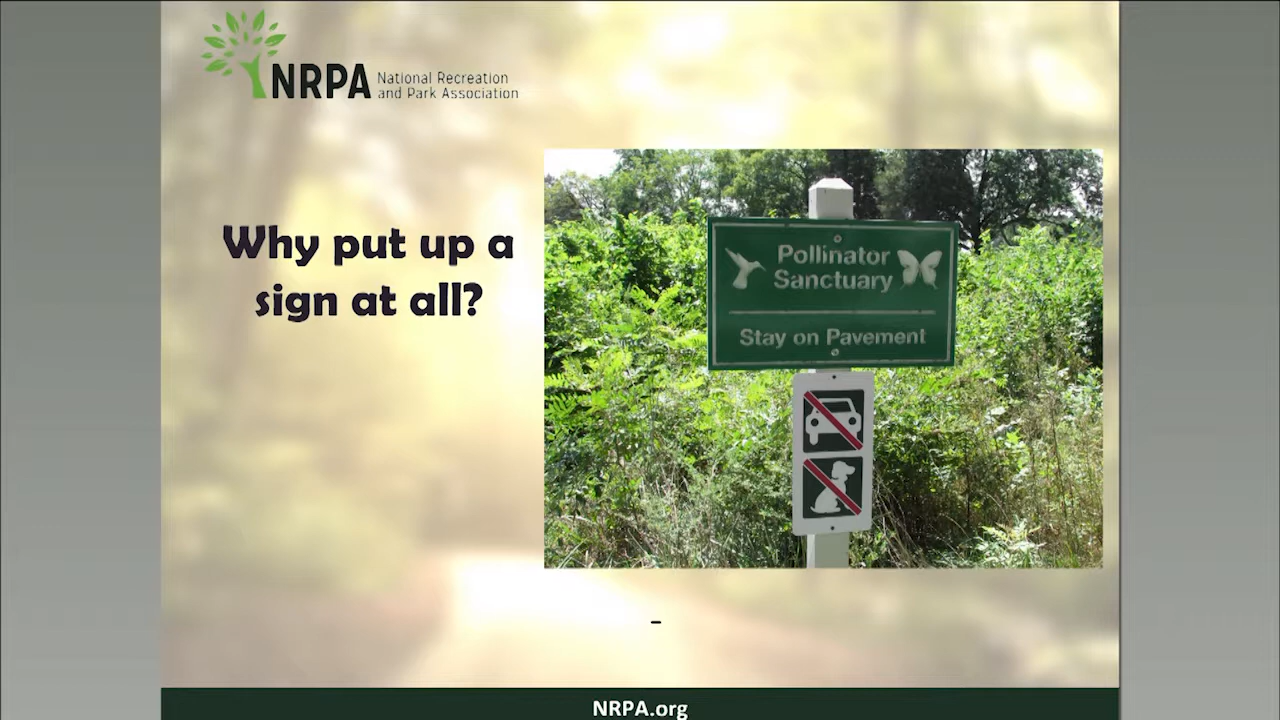 NRPA
National Recreation
and Park Association
Why put up a
sign at all?
Pollinator
Sanctuary
Stay on Pavement
-
NRPA.org